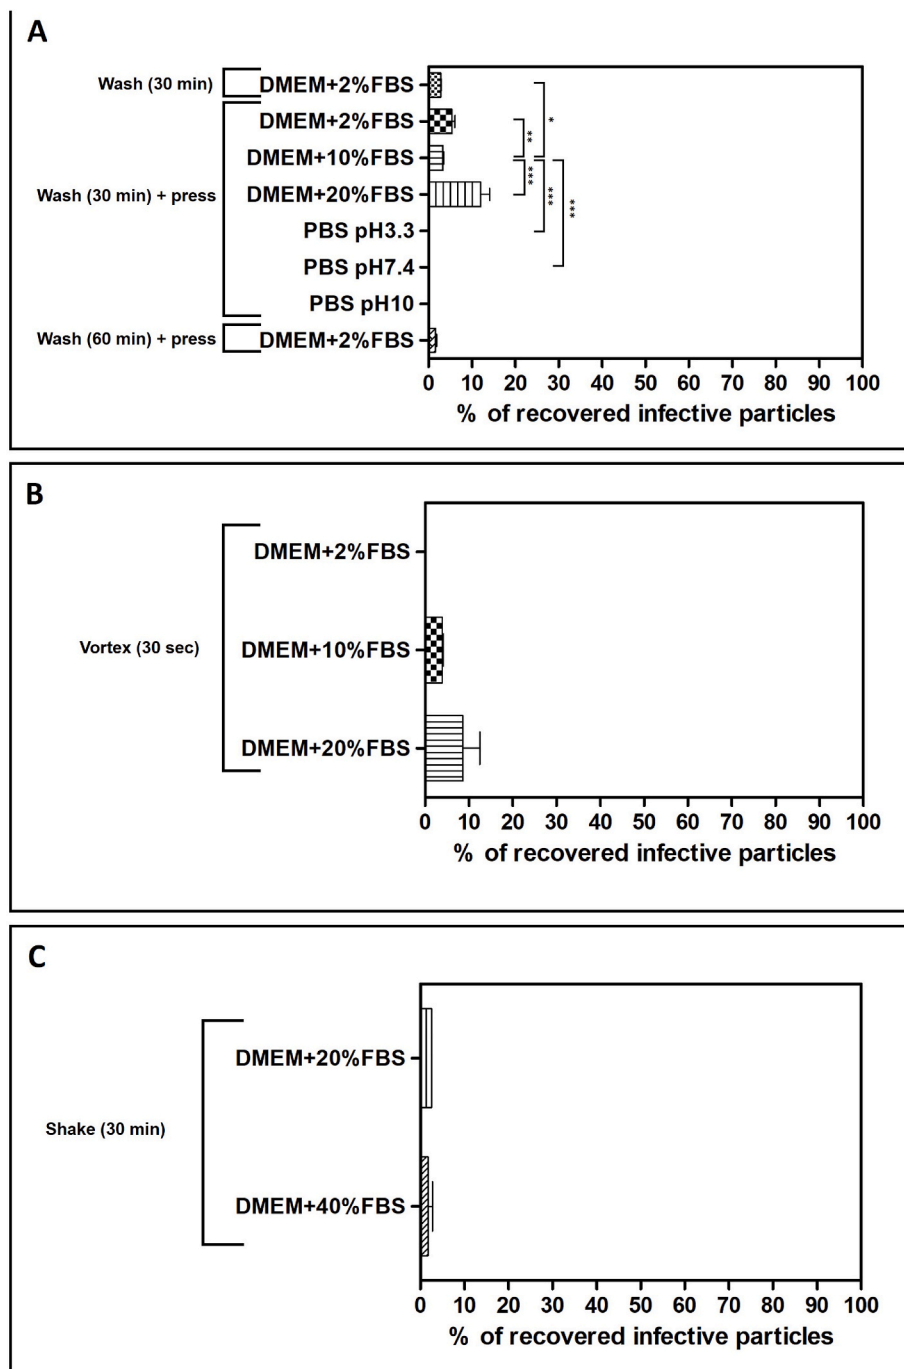 A
Wash (30 min)
DMEM+2%FBS
DMEM+2%FBS
DMEM+10%FBS
Wash (30 min) + press
DMEM+20%FBS
PBS pH3.3
PBS pH7.4
PBS pH10
Wash (60 min) + press
DMEM+2%FBS
*
**
***
***
***
0 10 20 30 40 50 60 70 80 90 100
% of recovered infective particles
B
DMEM+2%FBS
Vortex (30 sec)
DMEM+10%FBS
DMEM+20%FBS
0 10 20 30 40 50 60 70 80 90 100
% of recovered infective particles
C
DMEM+20%FBS
Shake (30 min)
DMEM+40%FBS
0 10 20 30 40 50 60 70 80 90 100
% of recovered infective particles